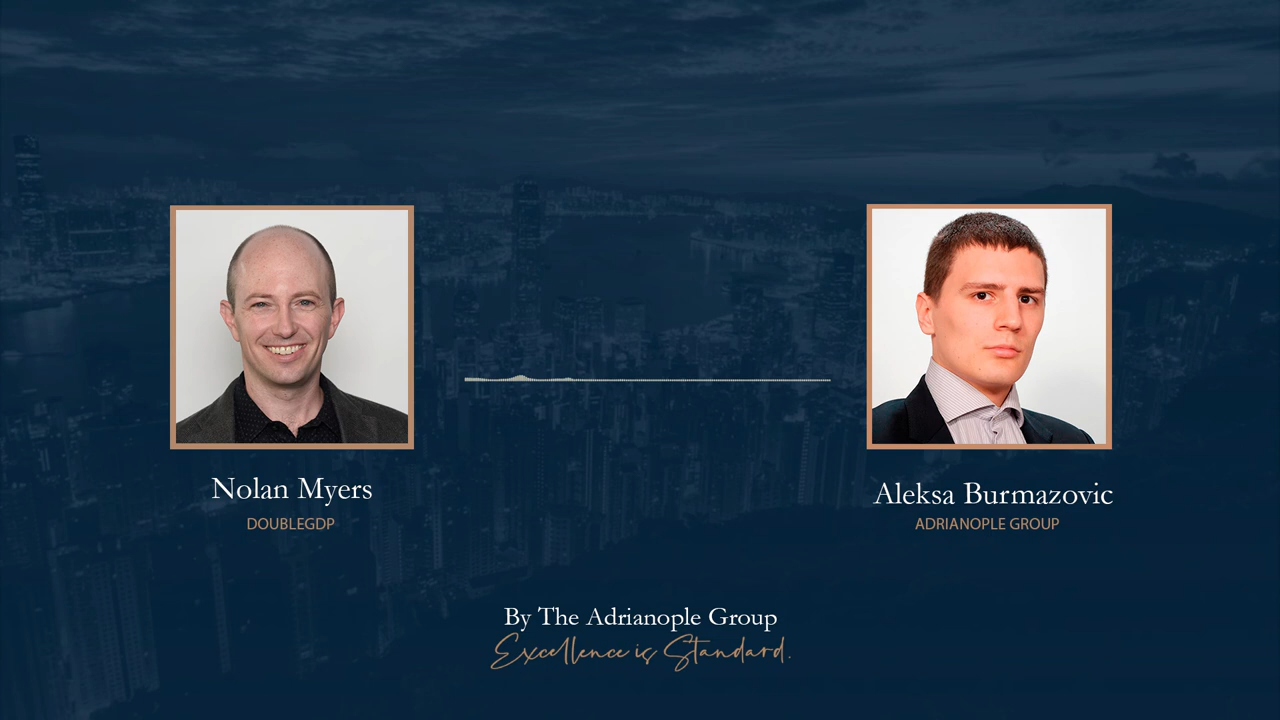 Nolan Myers
DOUBLEGDP
Aleksa Burmazovic
ADRIANOPLE GROUP
By The Adrianople Group
Excellence is Standard.